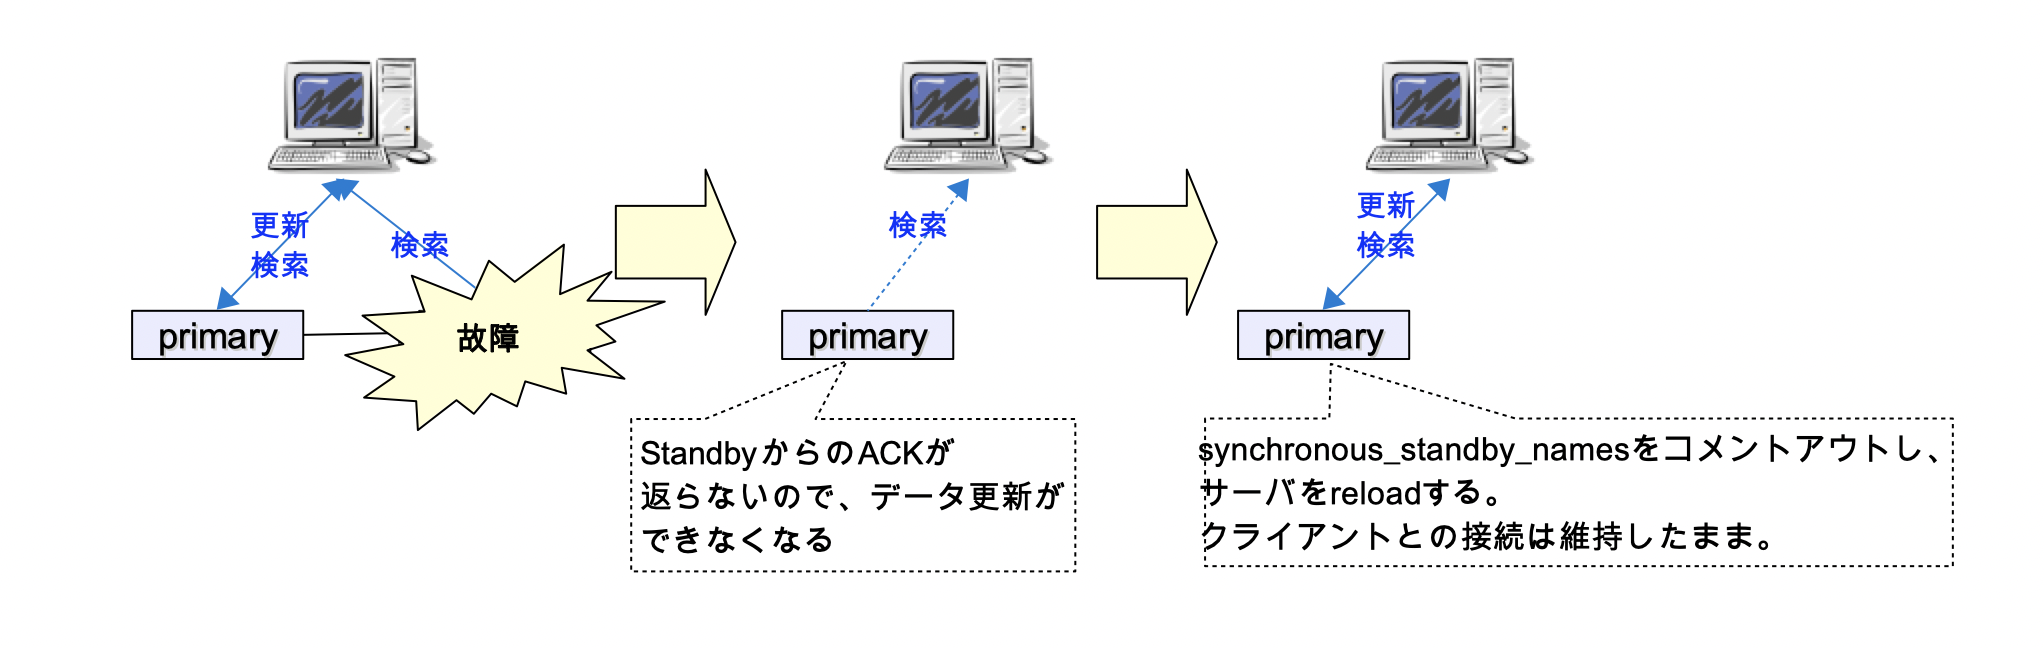 更新
検索
検索
primary
故障
検索
primary
StandbyからのACKが
返らないので、データ更新が
できなくなる
更新
検索
primary
synchronous_standby_namesをコメントアウトし、
サーバをreloadする。
クライアントとの接続は維持したまま。